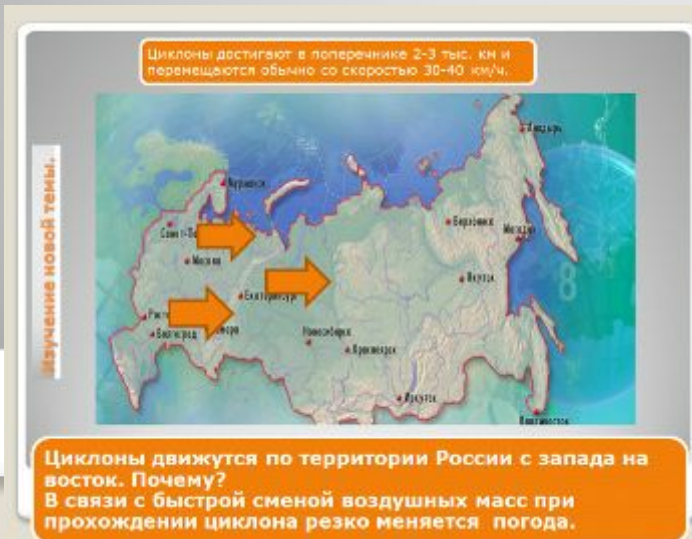 Циклоны достигают в поперечнике 2-3 тыс. км и
перемещаются обычно со скоростью 30-40 км/ч.
Изучение новой темы.
Анадырь
Мурманск
Верхоянск
Магадан
Москва
Якутск
Екатеринбург
Новосибирск
Красноярск
Иркутск
Владивосток
Циклоны движутся по территории России с запада на
восток. Почему?
В связи с быстрой сменой воздушных масс при
прохождении циклона резко меняется погода.